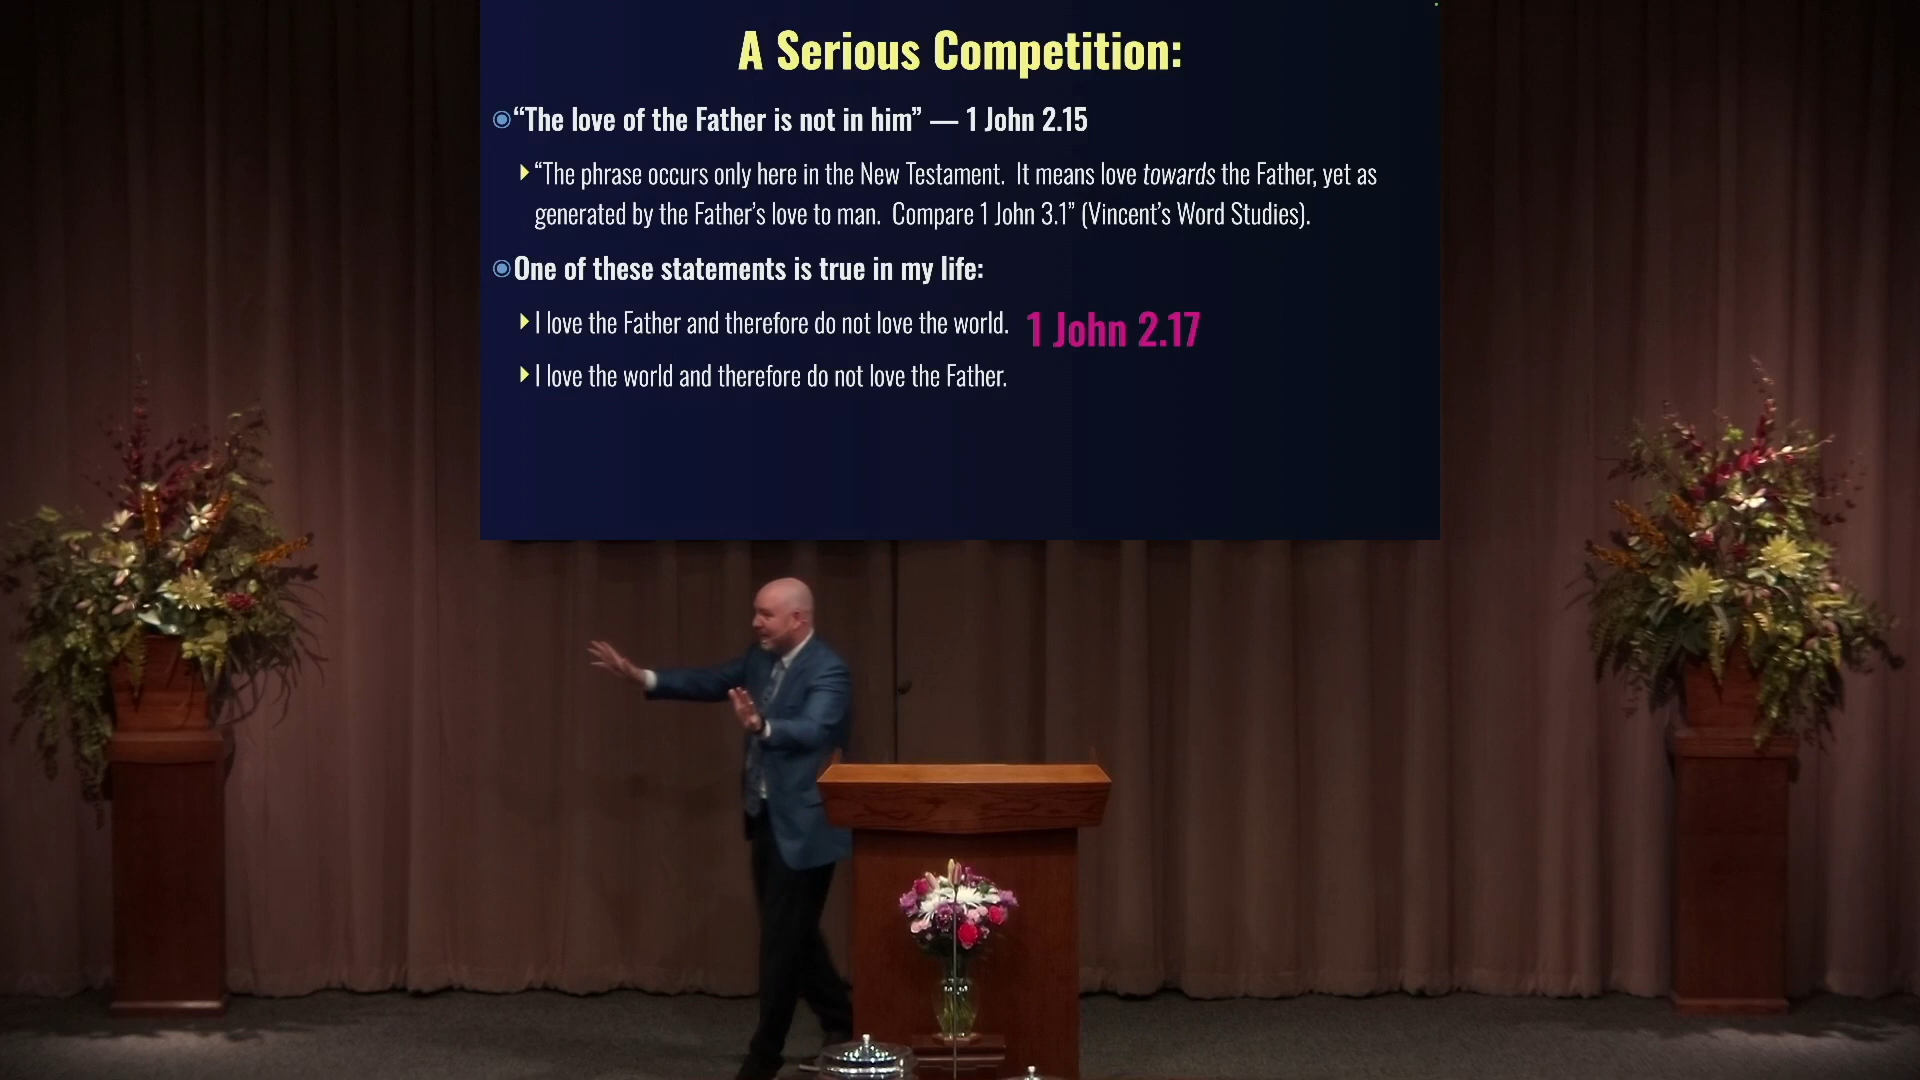 A Serious Competition:
“The love of the Father is not in him” — 1 John 2.15
“The phrase occurs only here in the New Testament. It means love towards the Father, yet as
generated by the Father’s love to man. Compare 1 John 3.1” (Vincent’s Word Studies).
One of these statements is true in my life:
I love the Father and therefore do not love the world. 1 John 2.17
I love the world and therefore do not love the Father.